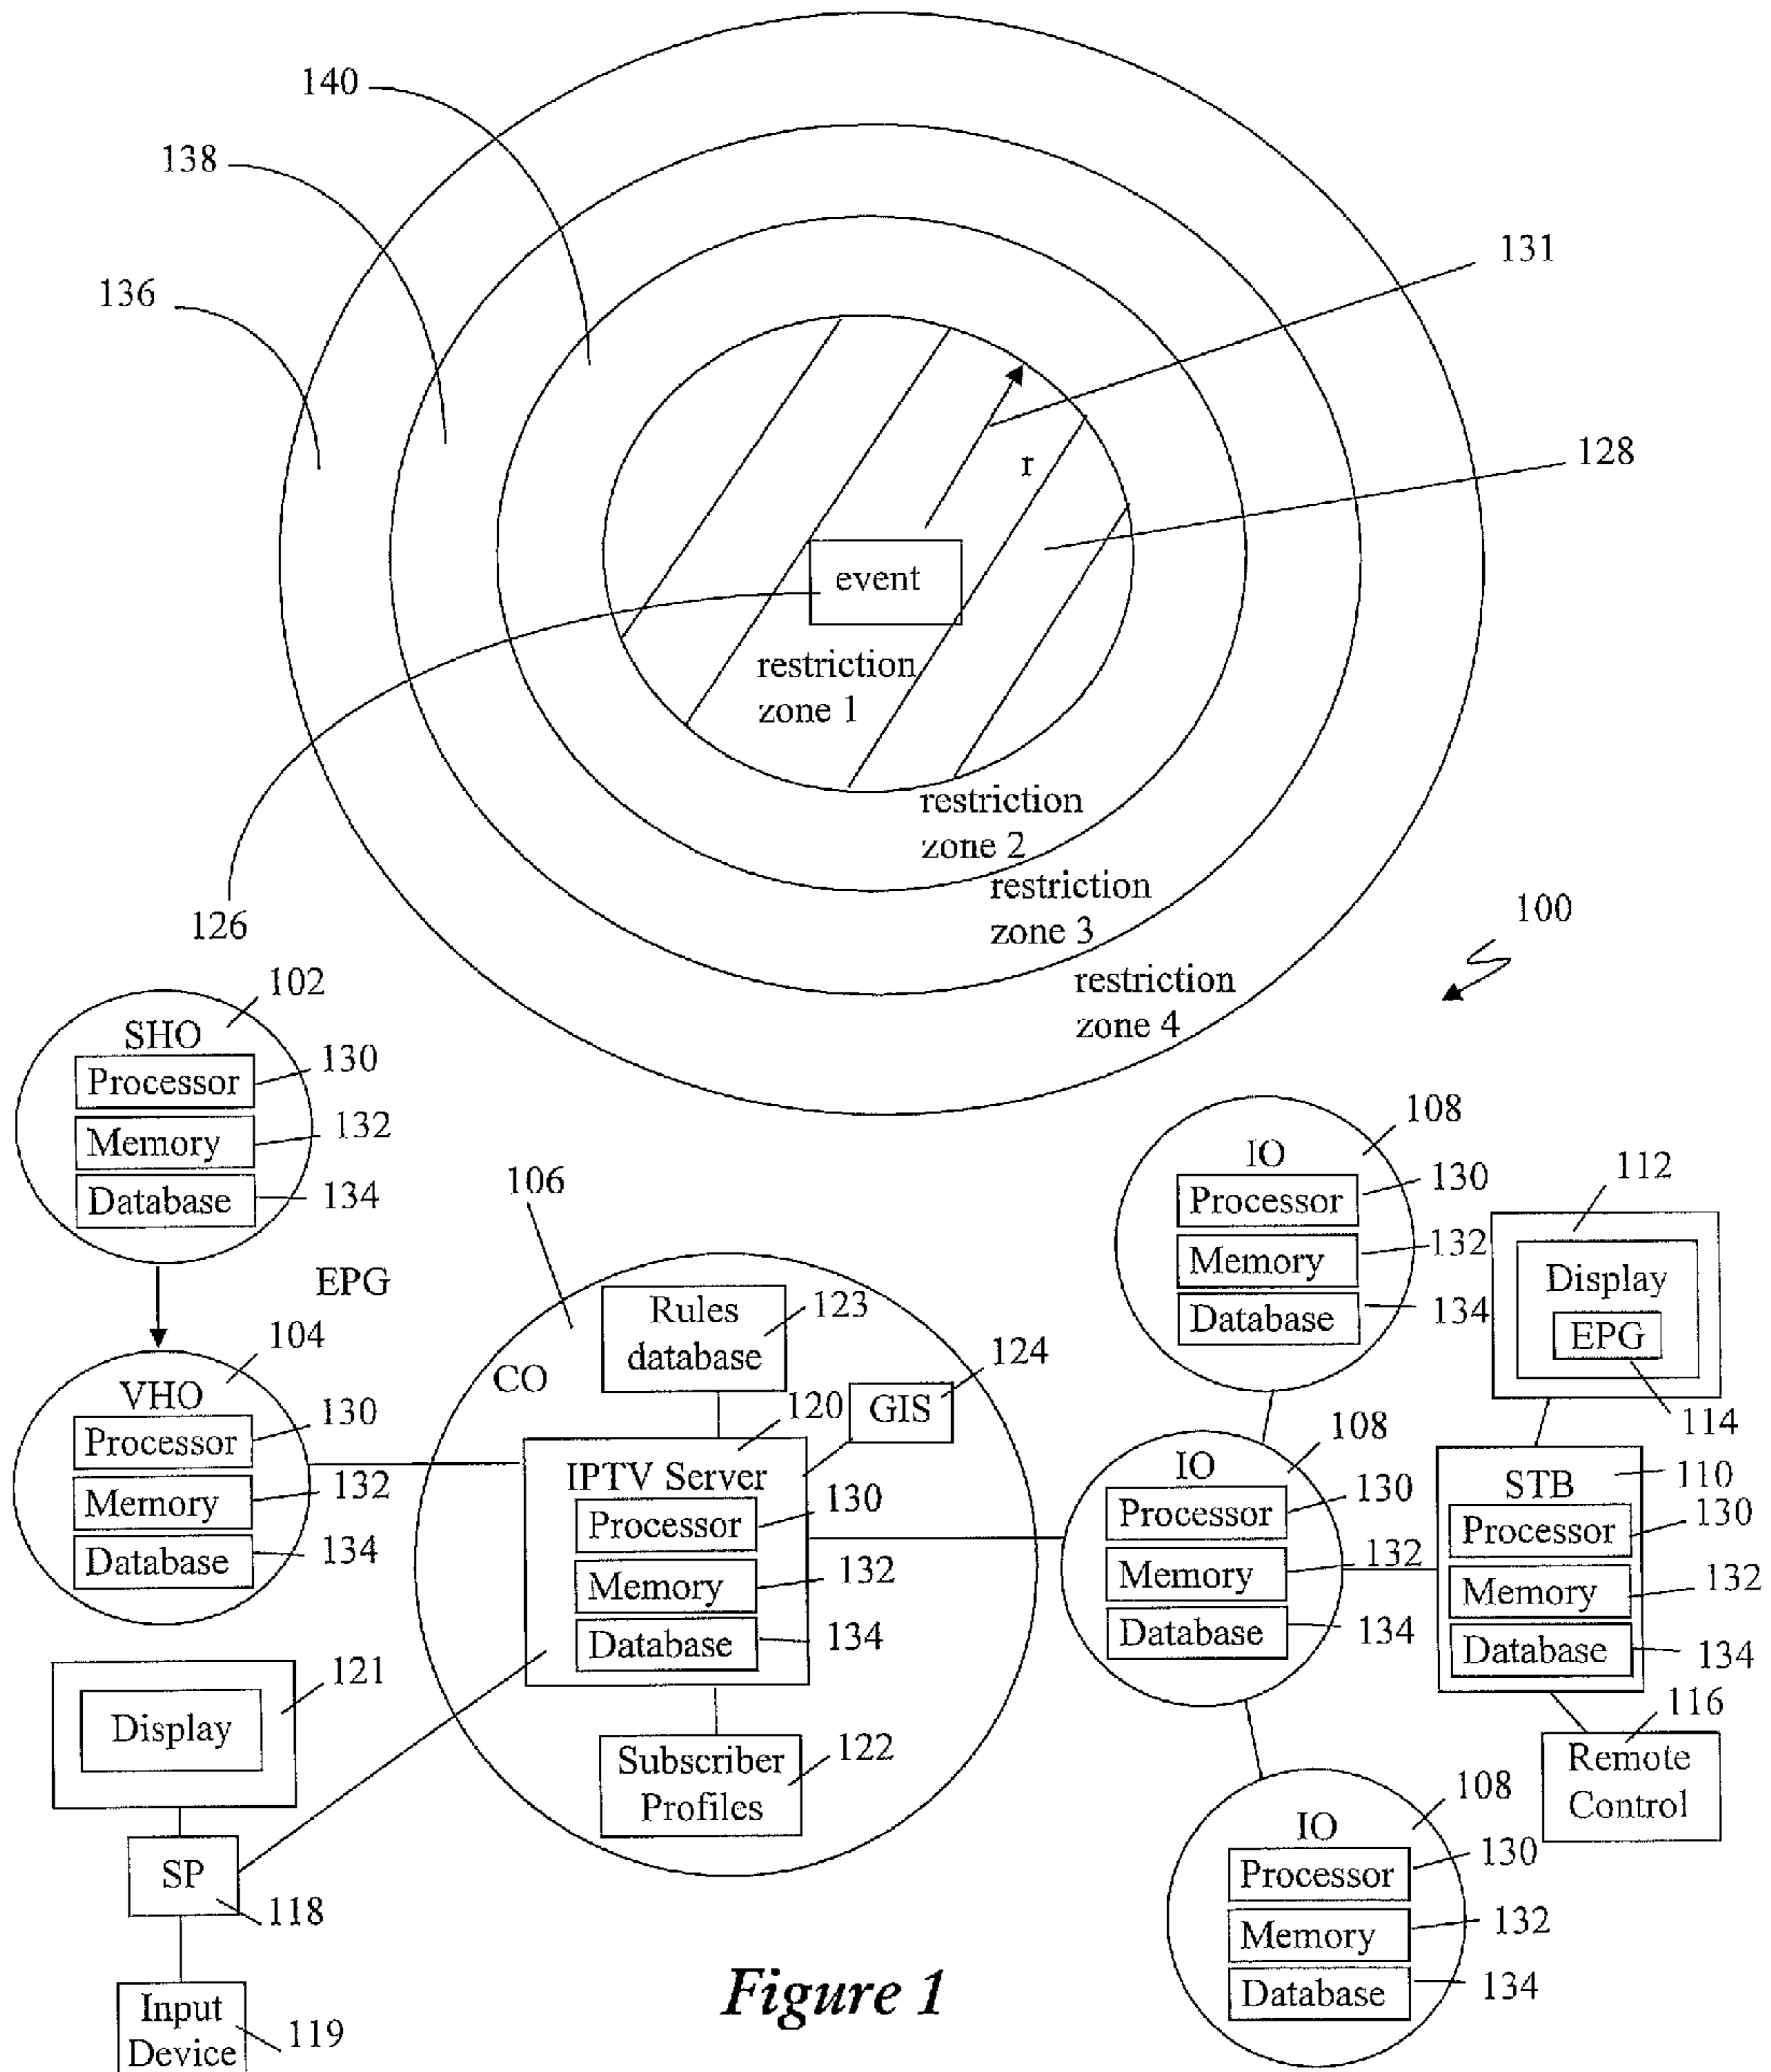 140
138
136
131
128
r
event
restriction
zone 1
restriction
zone 2
restriction
zone 3
restriction
zone 4
126
100
102
SHO
Processor
130
Memory
132
Database
134
EPG
104
VHO
Processor
130
Memory
132
Database
134
106
CO
Rules
database
123
124
GIS
120
IPTV Server
Processor
130
Memory
132
Database
134
Subscriber
Profiles
122
121
Display
SP
118
Input
Device
119
108
IO
Processor
130
Memory
132
Database
134
108
IO
Processor
130
Memory
132
Database
134
108
IO
Processor
130
Memory
132
Database
134
112
Display
EPG
114
110
STB
Processor
130
Memory
132
Database
134
116
Remote
Control
Figure 1